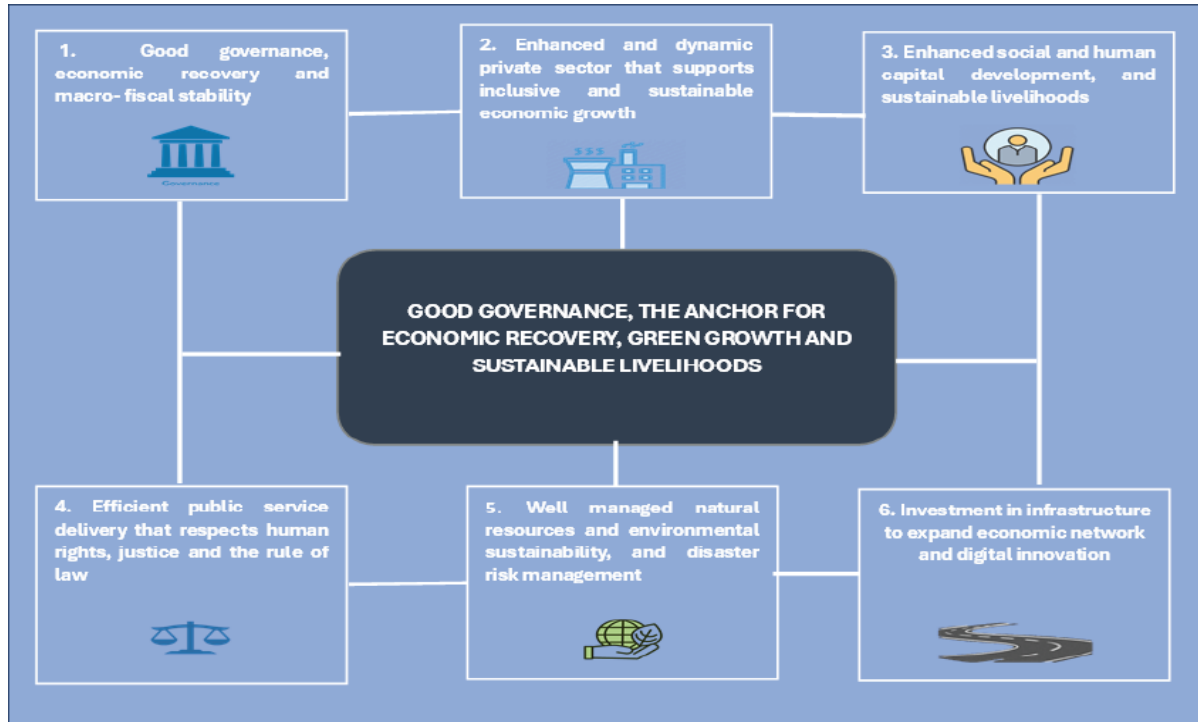 1. Good governance,
economic recovery and
macro- fiscal stability
Governance
2. Enhanced and dynamic
private sector that supports
inclusive and sustainable
economic growth
3. Enhanced social and human
capital development, and
sustainable livelihoods
GOOD GOVERNANCE, THE ANCHOR FOR
ECONOMIC RECOVERY, GREEN GROWTH AND
SUSTAINABLE LIVELIHOODS
4. Efficient public service
delivery that respects human
rights, justice and the rule of
law
5. Well managed natural
resources and environmental
sustainability, and disaster
risk management
6. Investment in infrastructure
to expand economic network
and digital innovation